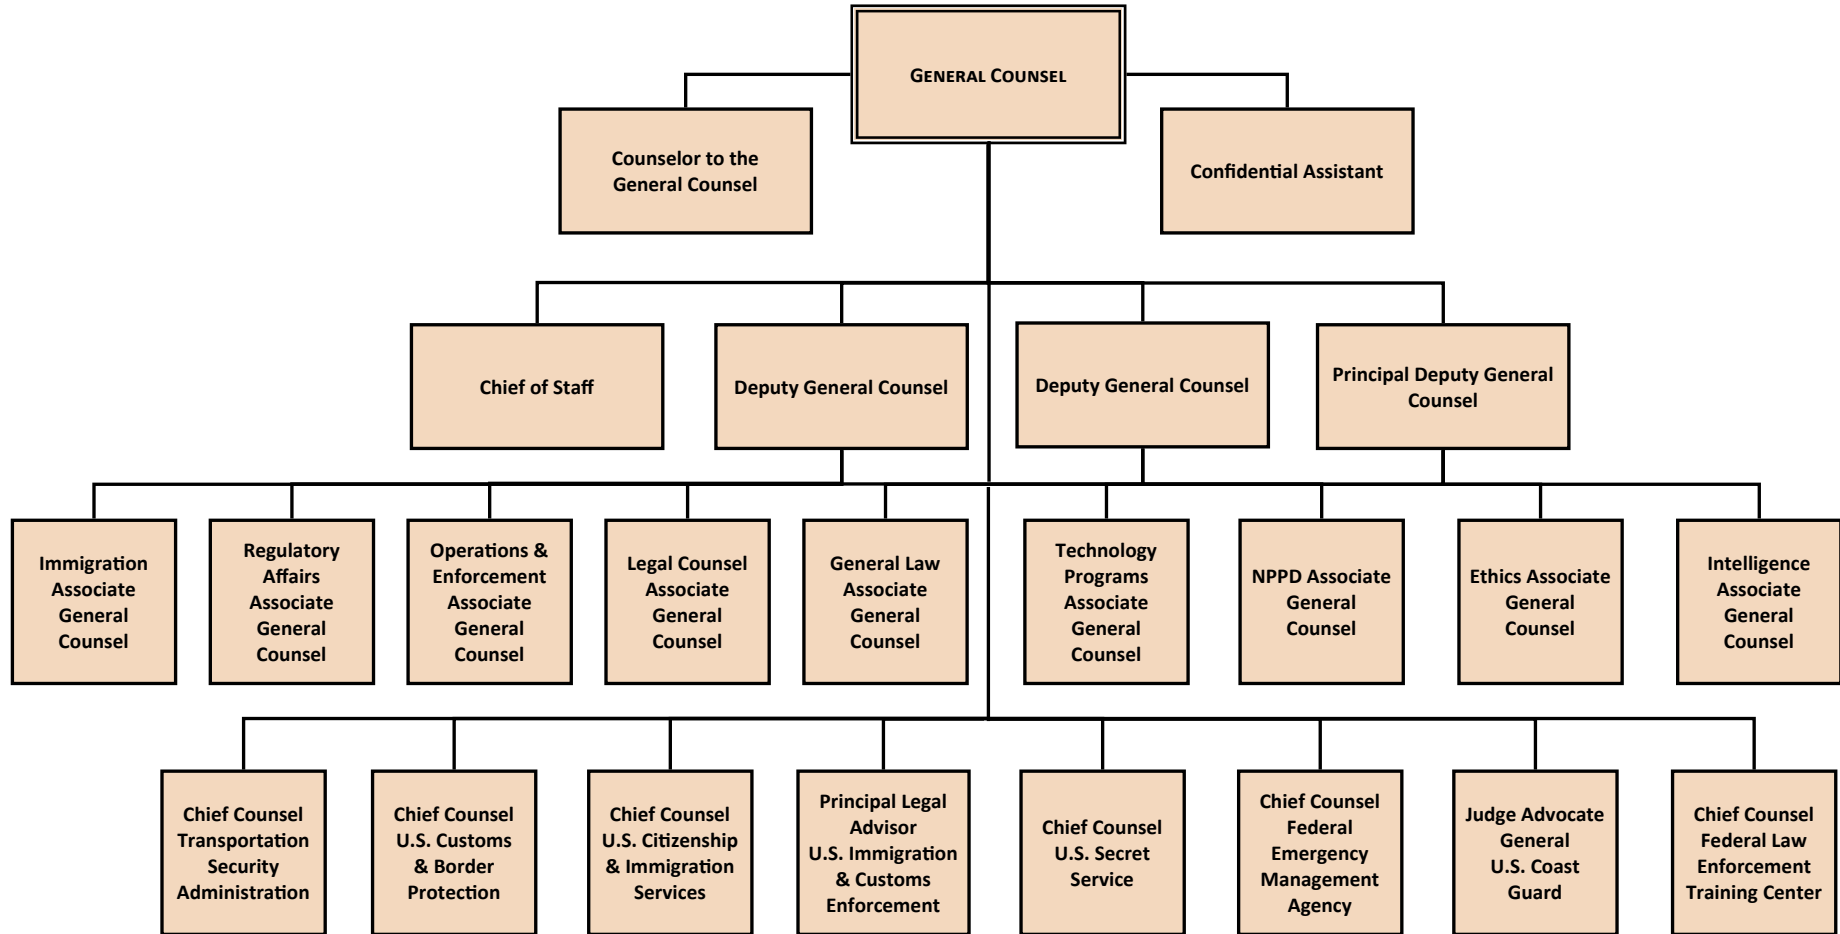 GENERAL COUNSEL
Counselor to the
General Counsel
Confidential Assistant
Chief of Staff
Deputy General Counsel
Deputy General Counsel
Principal Deputy General
Counsel
Immigration
Associate
General
Counsel
Regulatory
Affairs
Associate
General
Counsel
Operations &
Enforcement
Associate
General
Counsel
Legal Counsel
Associate
General
Counsel
General Law
Associate
General
Counsel
Technology
Programs
Associate
General
Counsel
NPPD Associate
General
Counsel
Ethics Associate
General
Counsel
Intelligence
Associate
General
Counsel
Chief Counsel
Transportation
Security
Administration
Chief Counsel
U.S. Customs
& Border
Protection
Chief Counsel
U.S. Citizenship
& Immigration
Services
Principal Legal
Advisor
U.S. Immigration
& Customs
Enforcement
Chief Counsel
U.S. Secret
Service
Chief Counsel
Federal
Emergency
Management
Agency
Judge Advocate
General
U.S. Coast
Guard
Chief Counsel
Federal Law
Enforcement
Training Center